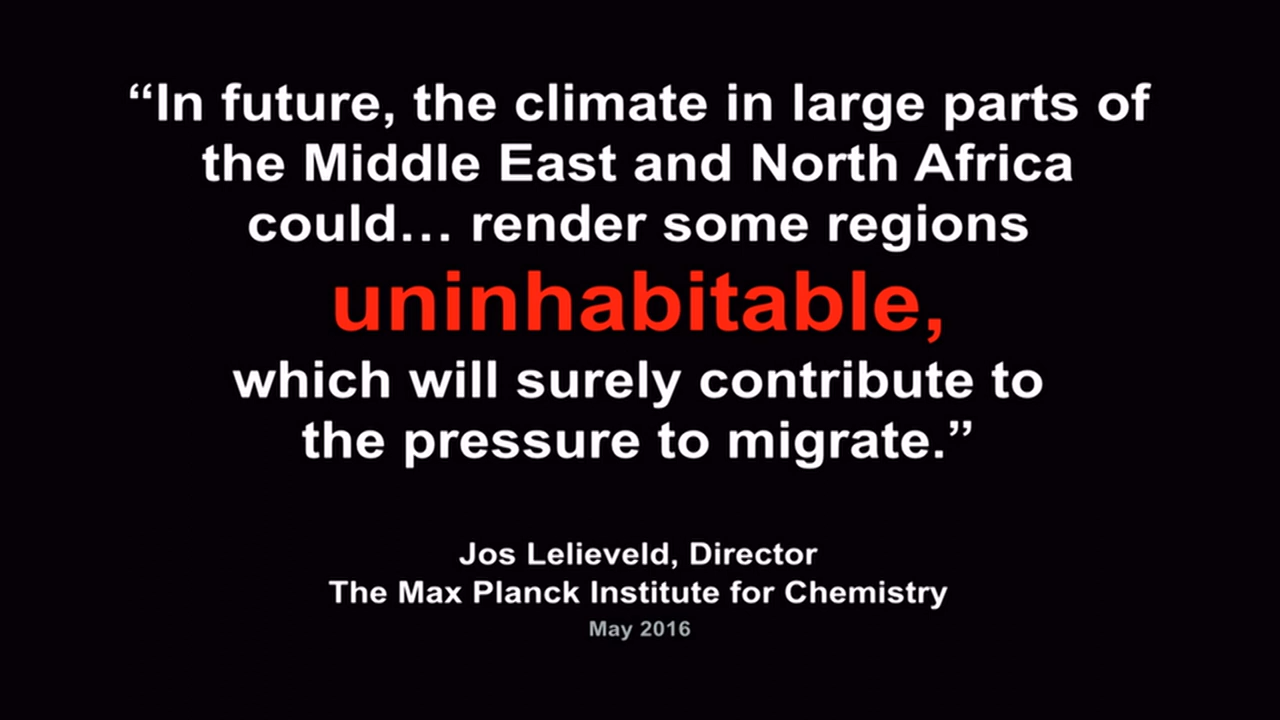 “In future, the climate in large parts of
the Middle East and North Africa
could… render some regions
uninhabitable,
which will surely contribute to
the pressure to migrate.”
Jos Lelieveld, Director
The Max Planck Institute for Chemistry
May 2016